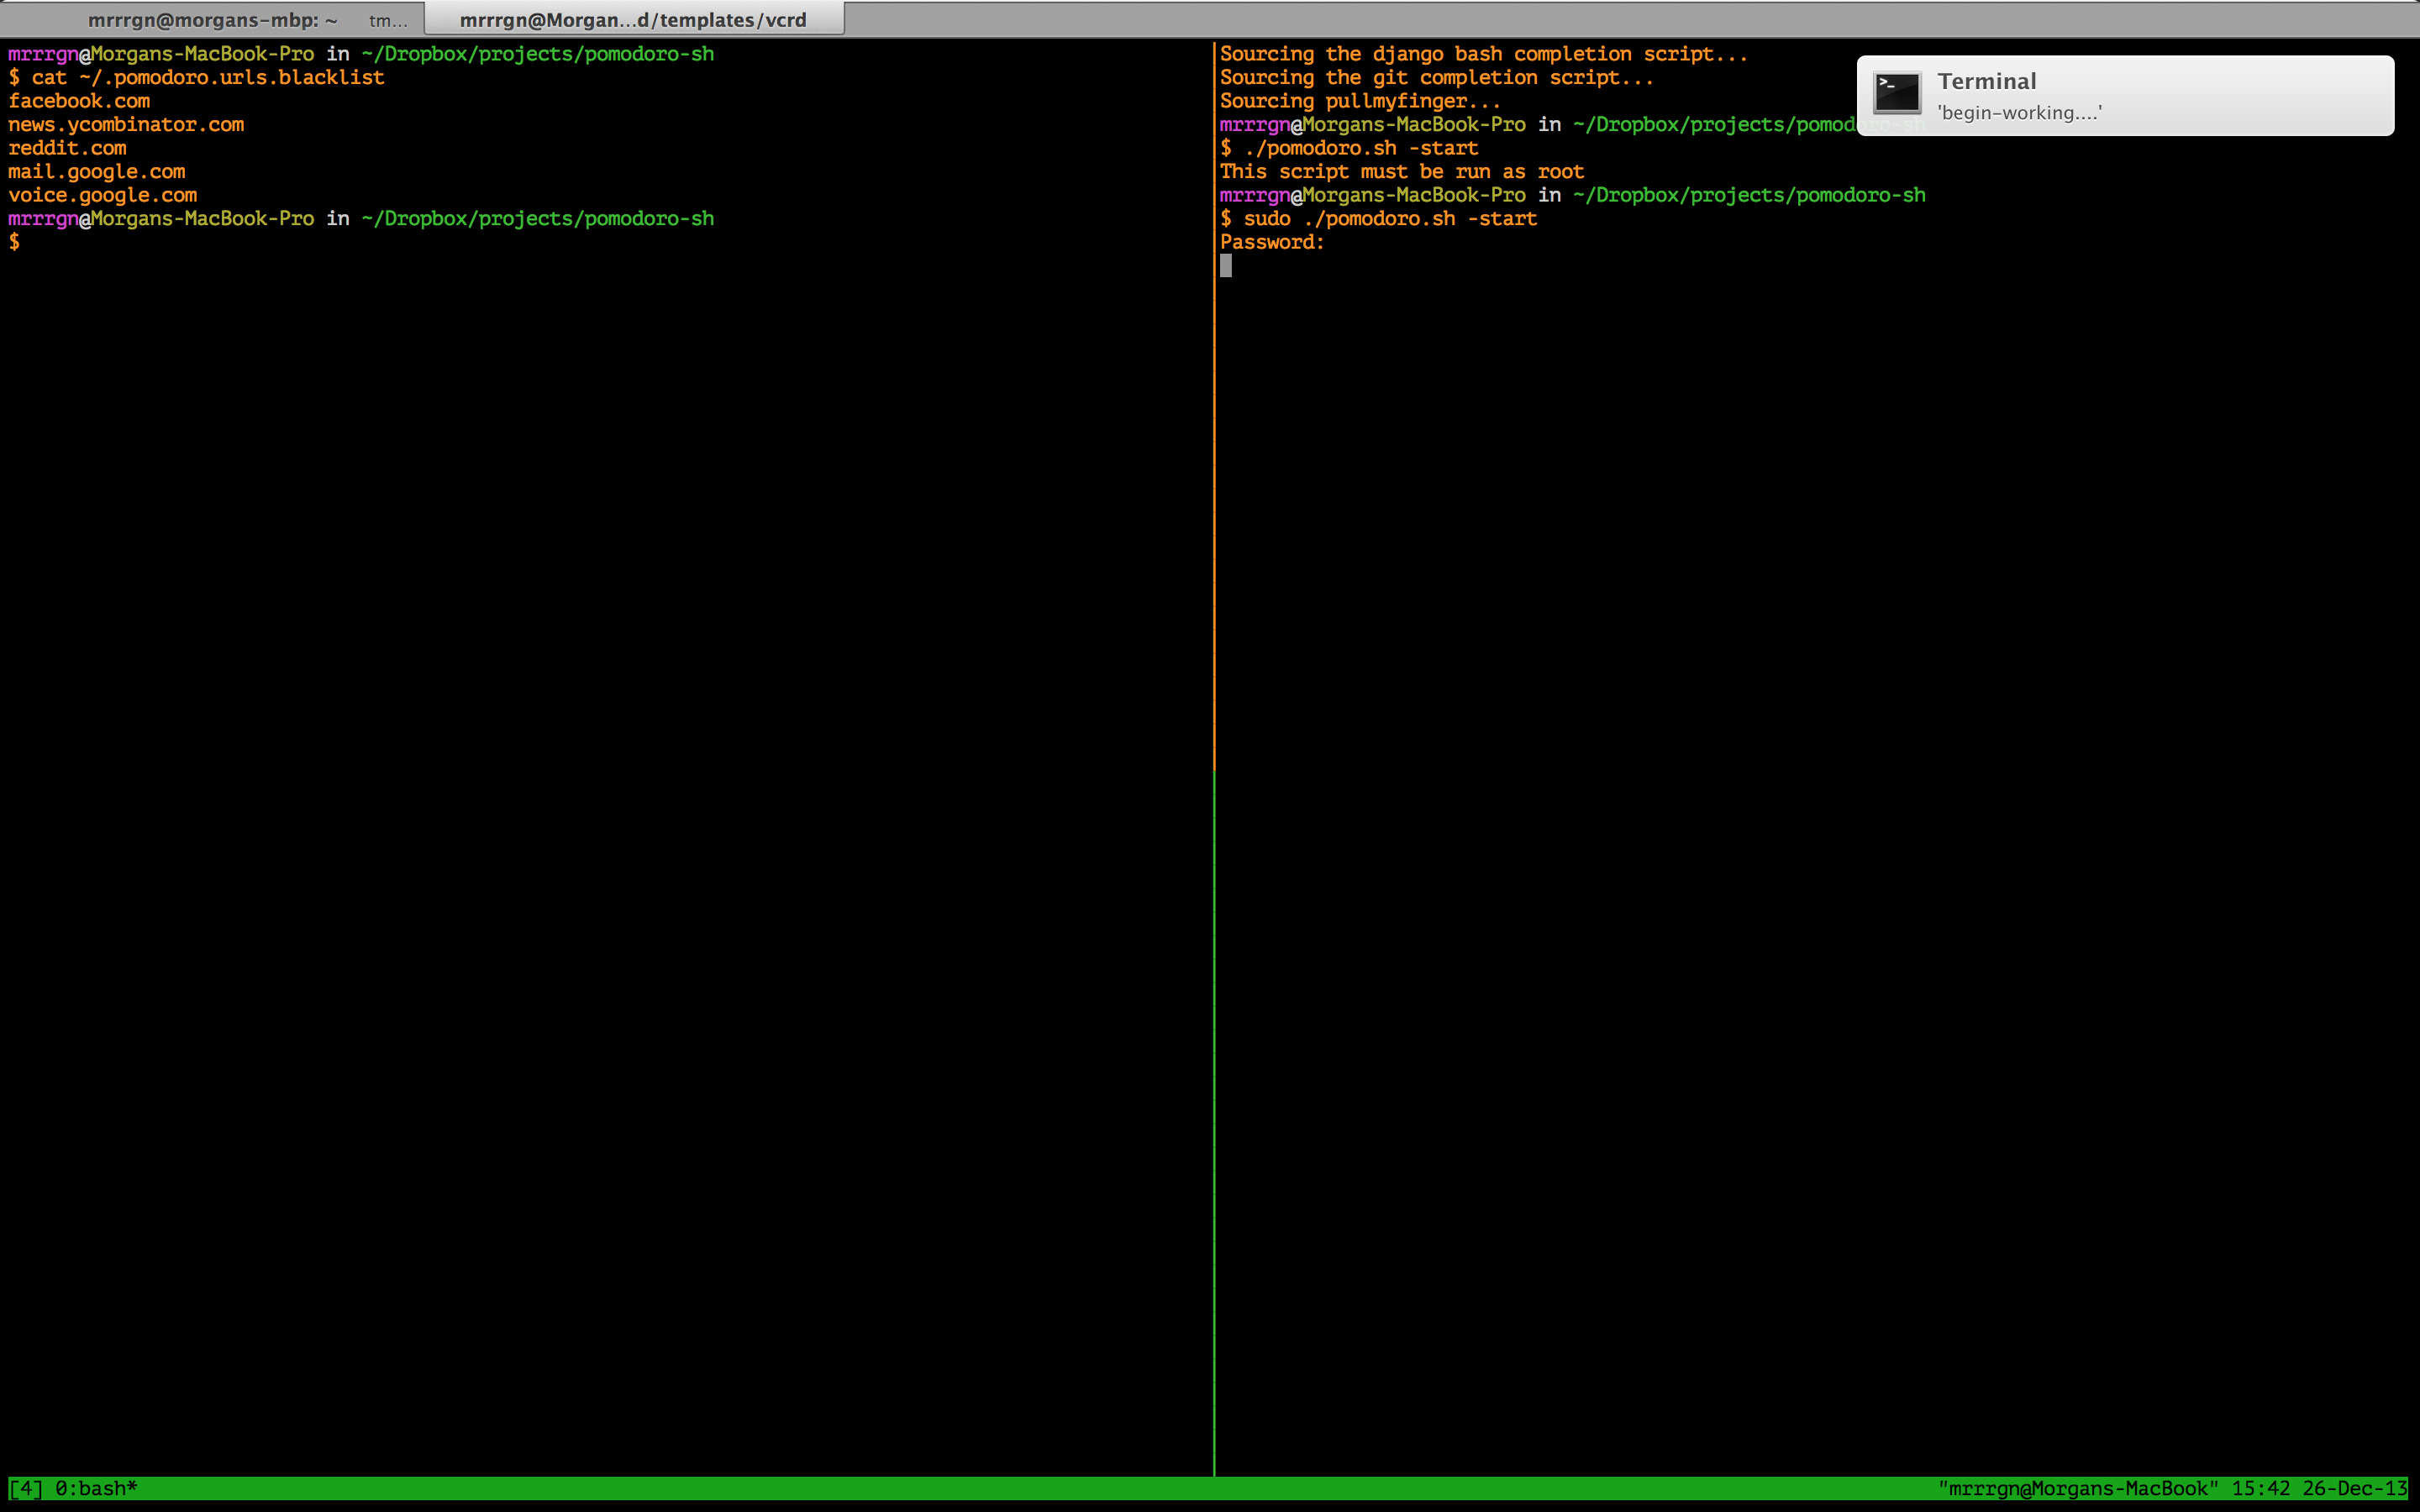 mrrrgn@morgans-mbp: ~ tm...
mrrrgn@Morgan...d/templates/vcrd
mrrrgn@Morgans-MacBook-Pro in ~/Dropbox/projects/pomodoro-sh
$ cat ~/.pomodoro.urls.blacklist
facebook.com
news.ycombinator.com
reddit.com
mail.google.com
voice.google.com
mrrrgn@Morgans-MacBook-Pro in ~/Dropbox/projects/pomodoro-sh
$
Sourcing the django bash completion script...
Sourcing the git completion script...
Sourcing pullmyfinger...
mrrrgn@Morgans-MacBook-Pro in ~/Dropbox/projects/pomodoro-sh
$ ./pomodoro.sh -start
This script must be run as root
mrrrgn@Morgans-MacBook-Pro in ~/Dropbox/projects/pomodoro-sh
$ sudo ./pomodoro.sh -start
Password:
>_
Terminal
'begin-working....'
[4] 0:bash*
"mrrrgn@Morgans-MacBook" 15:42 26-Dec-13